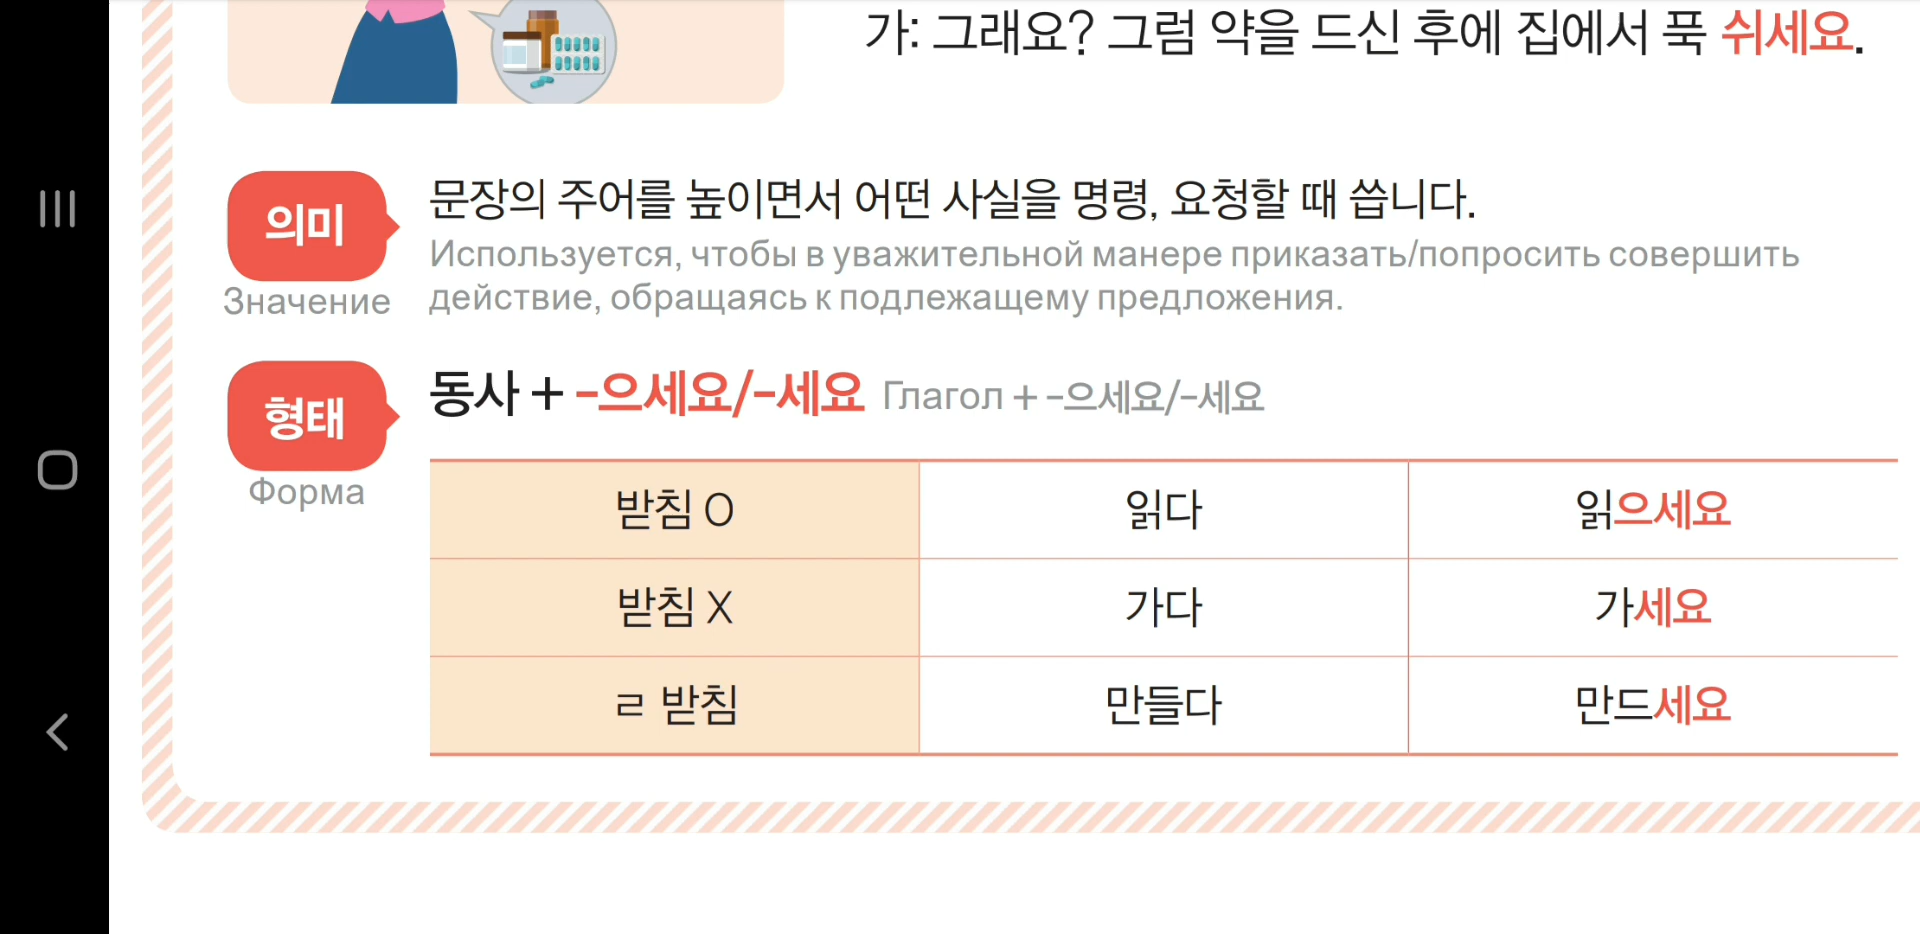 가: 그래요? 그럼 약을 드신 후에 집에서 푹 쉬세요.
의미
Значение
문장의 주어를 높이면서 어떤 사실을 명령, 요청할 때 씁니다.
Используется, чтобы в уважительной манере приказать/попросить совершить
действие, обращаясь к подлежащему предложения.
형태
Форма
동사 + -으세요/-세요 Глагол + -으세요/-세요
받침 O 읽다 읽으세요
받침 X 가다 가세요
ㄹ 받침 만들다 만드세요